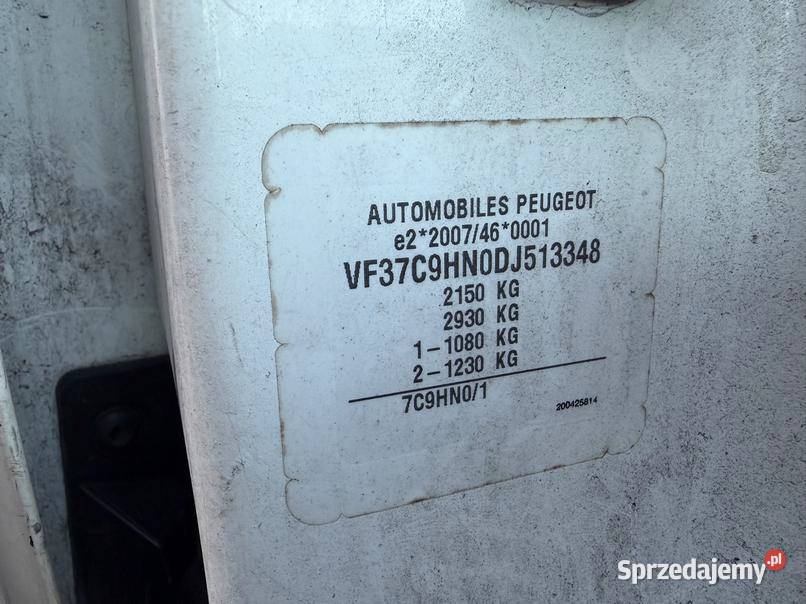 AUTOMOBILES PEUGEOT
e2*2007/46*0001
VF37C9HN0DJ513348
2150 KG
2930 KG
1-1080 KG
2-1230 KG
7C9HN0/1
200425814
Sprzedajemy.pl